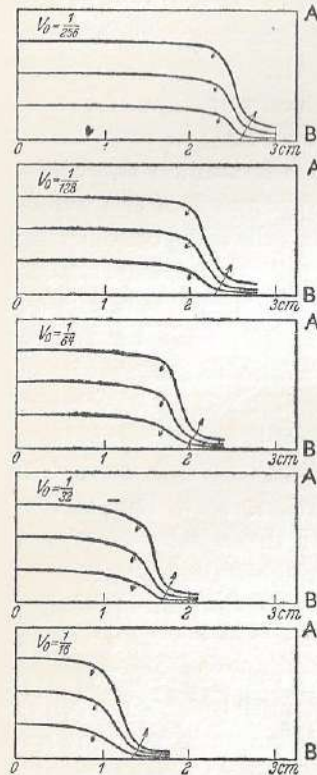 A
V₀=1/256
B
0 1 2 3cm
A
V₀=1/128
B
0 1 2 3cm
A
V₀=1/64
B
0 1 2 3cm
A
V₀=1/32
B
0 1 2 3cm
A
V₀=1/16
B
0 1 2 3cm